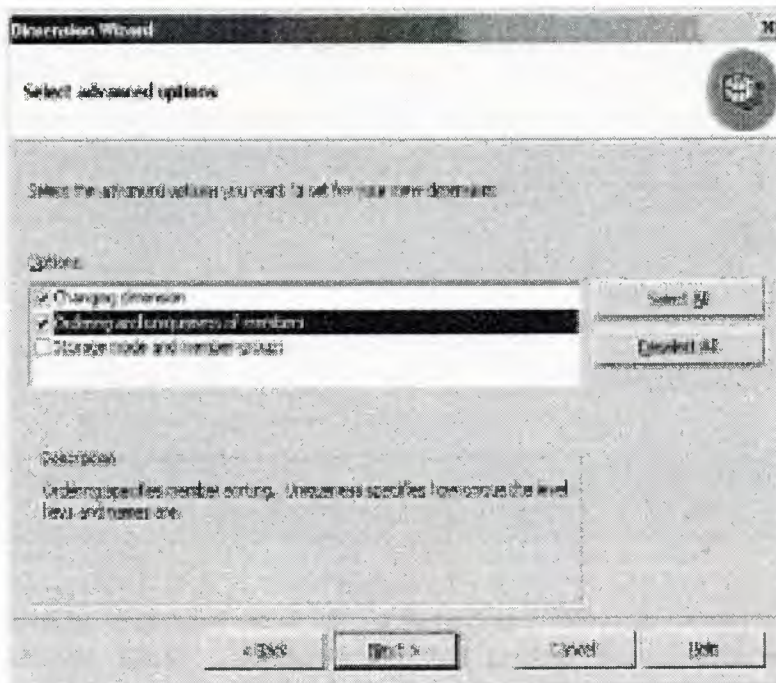 Dimension Wizard
Select advanced options
Select the advanced options you want to set for your new dimension:
Options:
Changing dimension
Ordering and uniqueness of members
Storage mode and member groups
Select All
Deselect All
Description
Ordering specifies member sorting. Uniqueness specifies how unique the level
keys and names are.
< Back
Next >
Cancel
Help